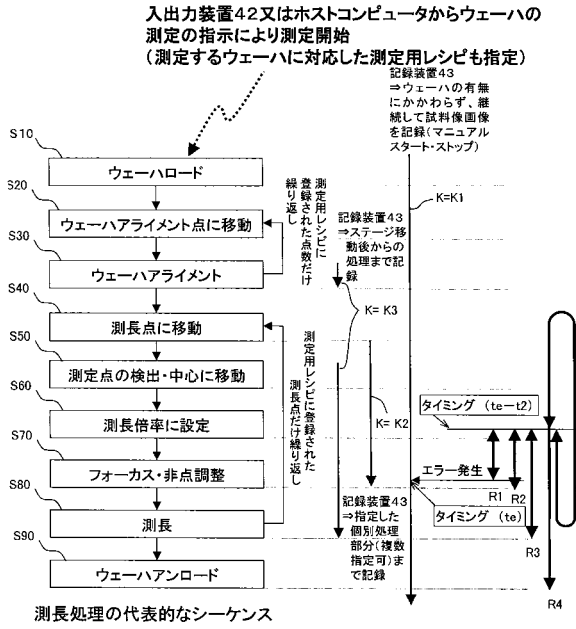 入出力装置42又はホストコンピュータからウェーハの
測定の指示により測定開始
(測定するウェーハに対応した測定用レシピも指定)
記録装置43
⇒ウェーハの有無
にかかわらず、継
続して試料像画像
を記録(マニュアル
スタート・ストップ)
S10
ウェーハロード
S20
ウェーハアライメント点に移動
S30
ウェーハアライメント
測定用レシピに
登録された点数だけ
繰り返し
記録装置43
⇒ステージ移
動後からの
処理まで記
録
K=K1
S40
測長点に移動
K= K3
S50
測定点の検出・中心に移動
S60
測長倍率に設定
S70
フォーカス・非点調整
S80
測長
測定用レシピに登録された
測長点だけ繰り返し
K= K2
タイミング (te-t2)
エラー発生
R1
R2
タイミング (te)
記録装置43
⇒指定した
個別処理
部分(複数
指定可)ま
で記録
R3
S90
ウェーハアンロード
R4
測長処理の代表的なシーケンス